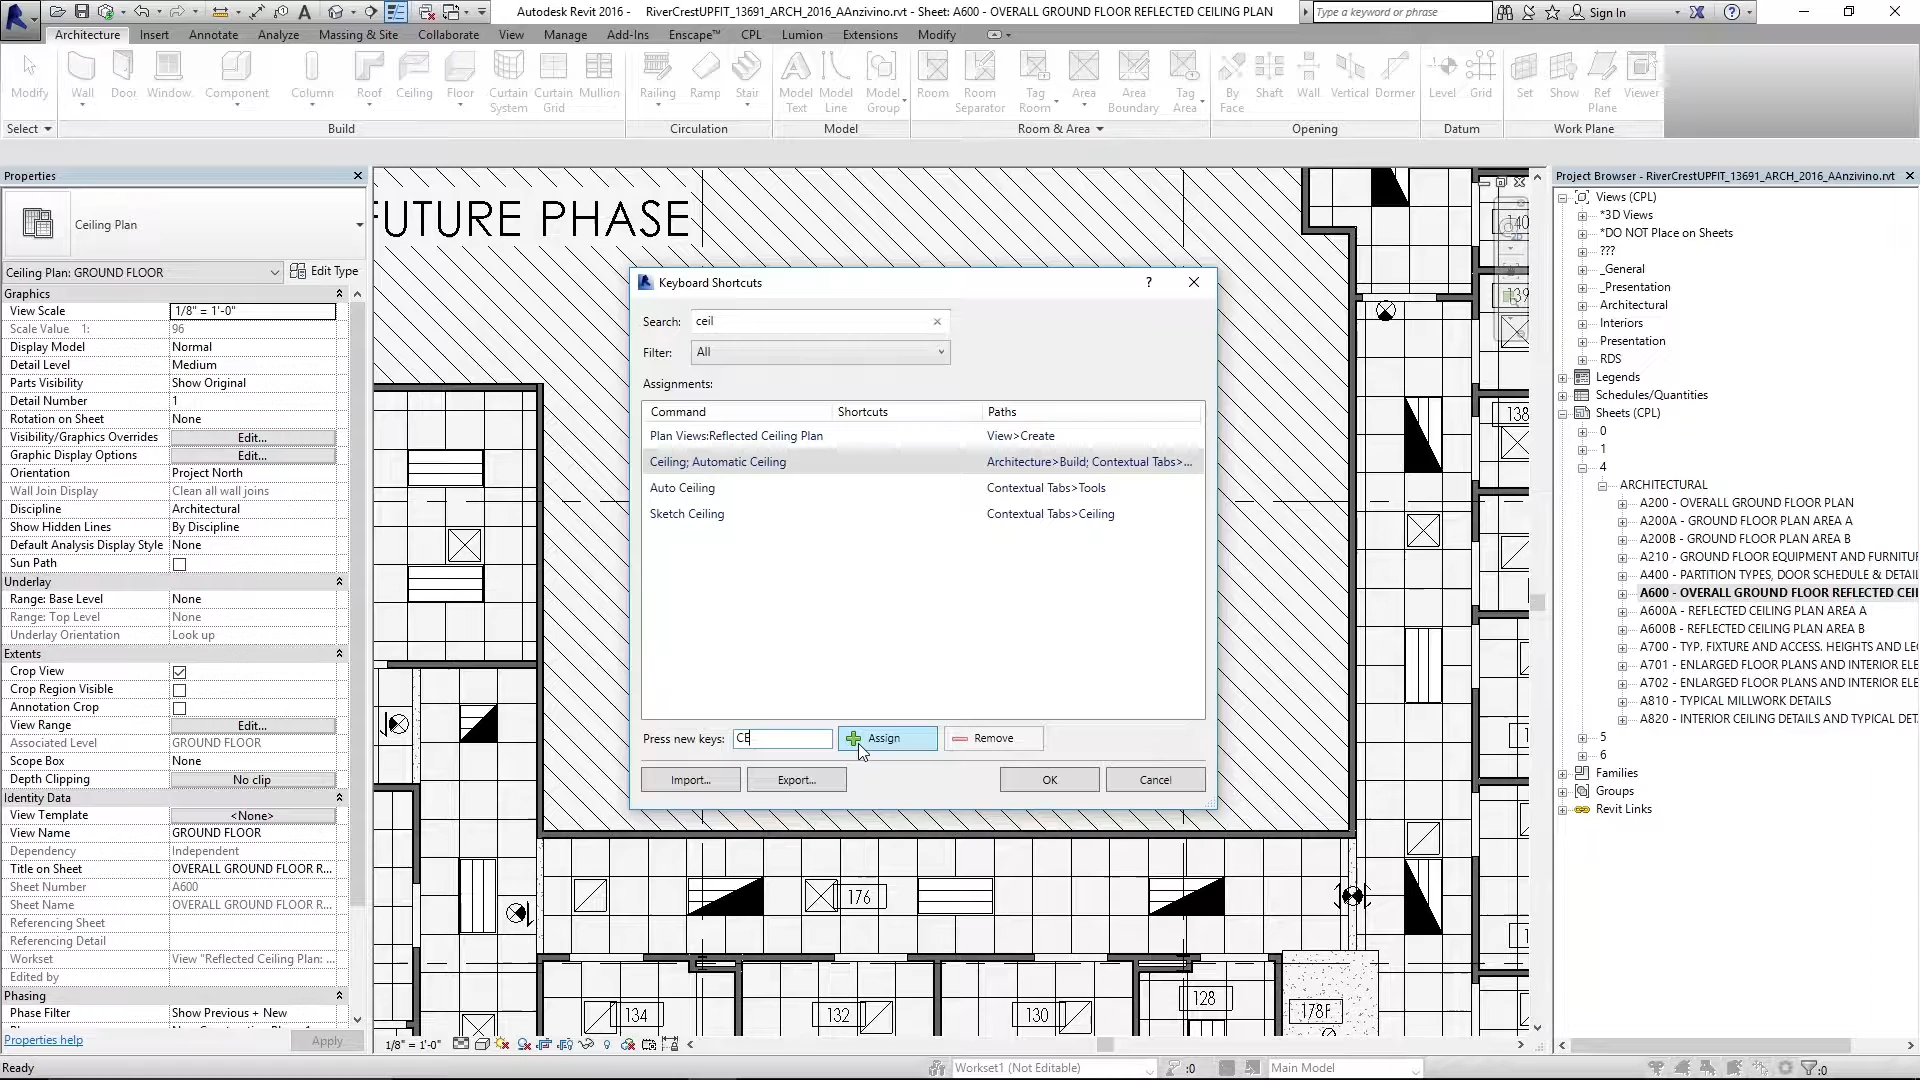 Autodesk Revit 2016 - RiverCrestUPFIT_13691_ARCH_2016_AAnzivino.rvt - Sheet: A600 - OVERALL GROUND FLOOR REFLECTED CEILING PLAN
Type a keyword or phrase
Sign In
Architecture Insert Annotate Analyze Massing & Site Collaborate View Manage Add-Ins Enscape™ CPL Lumion Extensions Modify
Modify Wall Door Window Component Column Roof Ceiling Floor Curtain System Curtain Grid Mullion Railing Ramp Stair Model Text Model Line Model Group Room Room Separator Tag Room Area Area Boundary Tag Area By Face Shaft Wall Vertical Dormer Level Grid Set Show Ref Plane Viewer
Select Build Circulation Model Room & Area Opening Datum Work Plane
Properties
Ceiling Plan
Ceiling Plan: GROUND FLOOR Edit Type
Graphics
View Scale 1/8" = 1'-0"
Scale Value 1: 96
Display Model Normal
Detail Level Medium
Parts Visibility Show Original
Detail Number 1
Rotation on Sheet None
Visibility/Graphics Overrides Edit...
Graphic Display Options Edit...
Orientation Project North
Wall Join Display Clean all wall joins
Discipline Architectural
Show Hidden Lines By Discipline
Default Analysis Display Style None
Sun Path
Underlay
Range: Base Level None
Range: Top Level None
Underlay Orientation Look up
Extents
Crop View
Crop Region Visible
Annotation Crop
View Range Edit...
Associated Level GROUND FLOOR
Scope Box None
Depth Clipping No clip
Identity Data
View Template <None>
View Name GROUND FLOOR
Dependency Independent
Title on Sheet OVERALL GROUND FLOOR R...
Sheet Number A600
Sheet Name OVERALL GROUND FLOOR R...
Referencing Sheet
Referencing Detail
Workset View "Reflected Ceiling Plan: ...
Edited by
Phasing
Phase Filter Show Previous + New
Properties help Apply
Ready
FUTURE PHASE
Keyboard Shortcuts
?
Search: ceil
Filter: All
Assignments:
Command Shortcuts Paths
Plan Views:Reflected Ceiling Plan View>Create
Ceiling; Automatic Ceiling Architecture>Build; Contextual Tabs>...
Auto Ceiling Contextual Tabs>Tools
Sketch Ceiling Contextual Tabs>Ceiling
Press new keys: CE Assign Remove
Import... Export... OK Cancel
140
139
138
176
134
132
130
128
178F
1/8" = 1'-0"
Workset1 (Not Editable) :0 Main Model :0
Project Browser - RiverCrestUPFIT_13691_ARCH_2016_AAnzivino.rvt
Views (CPL)
*3D Views
*DO NOT Place on Sheets
???
_General
_Presentation
Architectural
Interiors
Presentation
RDS
Legends
Schedules/Quantities
Sheets (CPL)
0
1
4
ARCHITECTURAL
A200 - OVERALL GROUND FLOOR PLAN
A200A - GROUND FLOOR PLAN AREA A
A200B - GROUND FLOOR PLAN AREA B
A210 - GROUND FLOOR EQUIPMENT AND FURNITUR
A400 - PARTITION TYPES, DOOR SCHEDULE & DETAIL
A600 - OVERALL GROUND FLOOR REFLECTED CEIL
A600A - REFLECTED CEILING PLAN AREA A
A600B - REFLECTED CEILING PLAN AREA B
A700 - TYP. FIXTURE AND ACCESS. HEIGHTS AND LEG
A701 - ENLARGED FLOOR PLANS AND INTERIOR ELE
A702 - ENLARGED FLOOR PLANS AND INTERIOR ELE
A810 - TYPICAL MILLWORK DETAILS
A820 - INTERIOR CEILING DETAILS AND TYPICAL DET.
5
6
Families
Groups
Revit Links